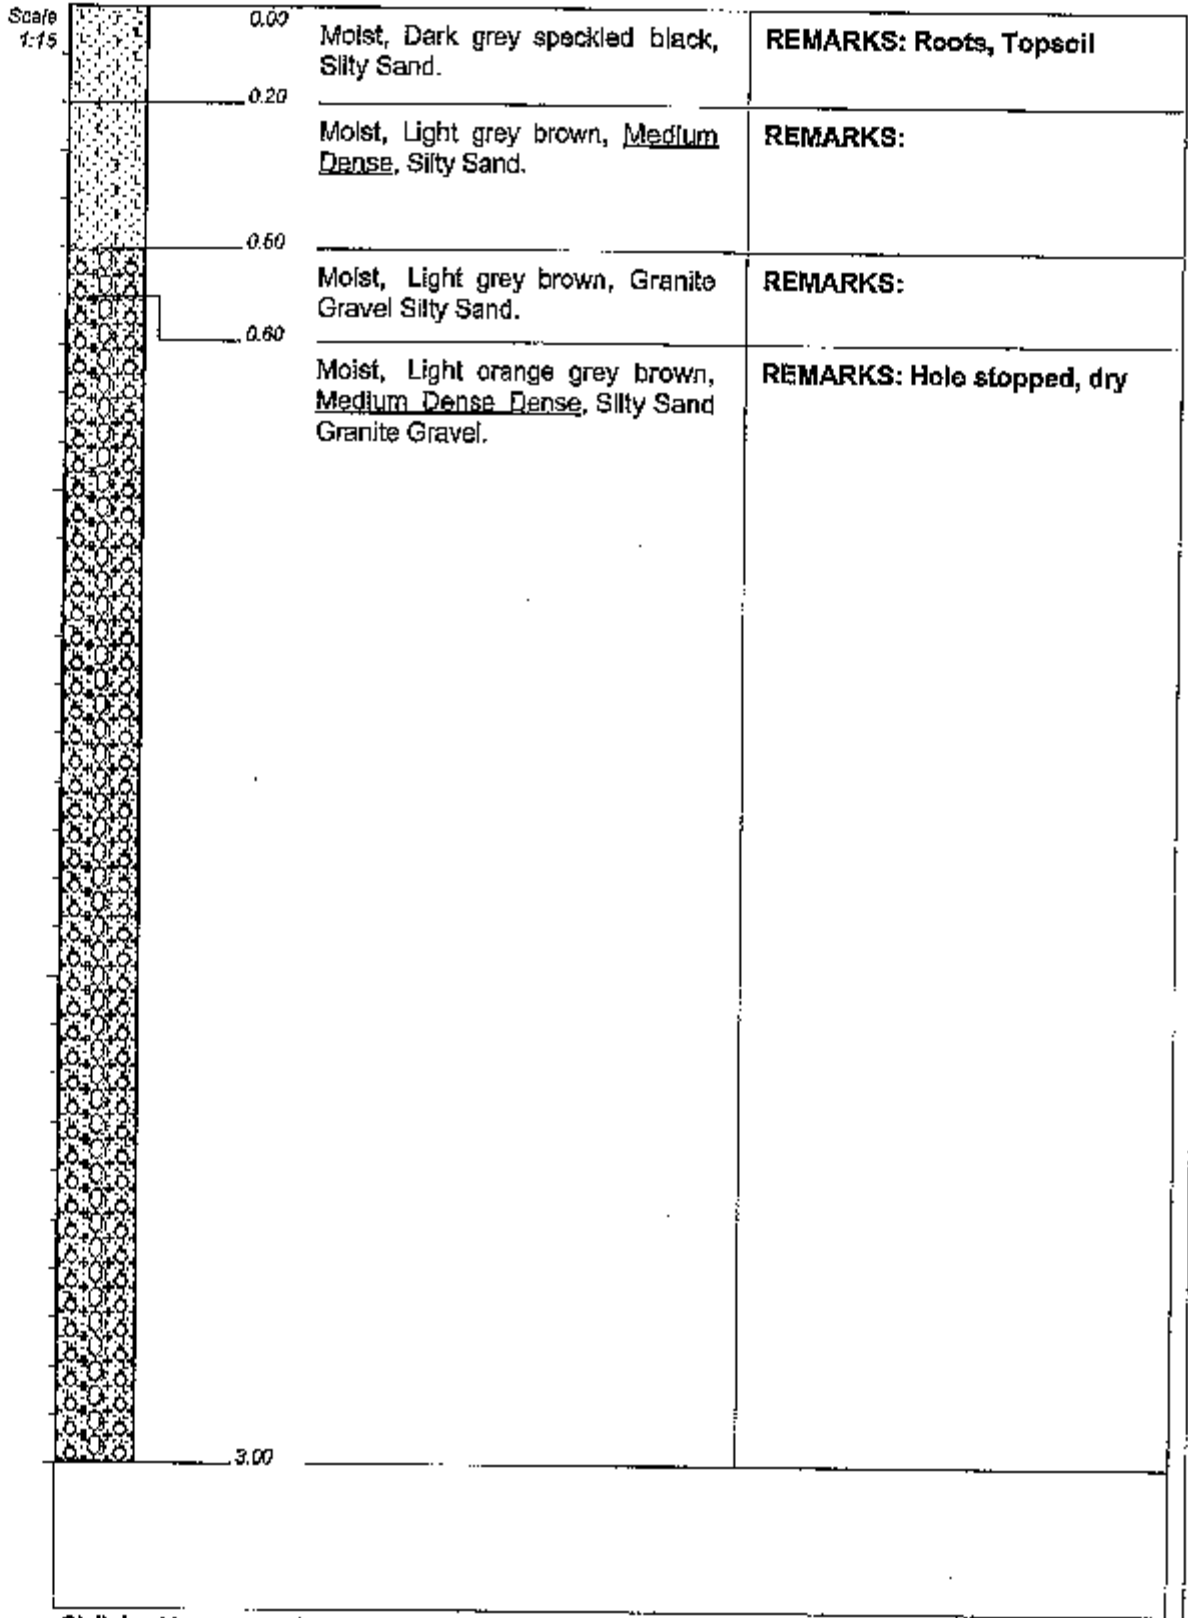 Scale
1:15
0.00
Moist, Dark grey speckled black,
Silty Sand.
REMARKS: Roots, Topsoil
0.20
Moist, Light grey brown, Medium
Dense, Silty Sand.
REMARKS:
0.50
Moist, Light grey brown, Granite
Gravel Silty Sand.
REMARKS:
0.60
Moist, Light orange grey brown,
Medium Dense Dense, Silty Sand
Granite Gravel.
REMARKS: Hole stopped, dry
3.00